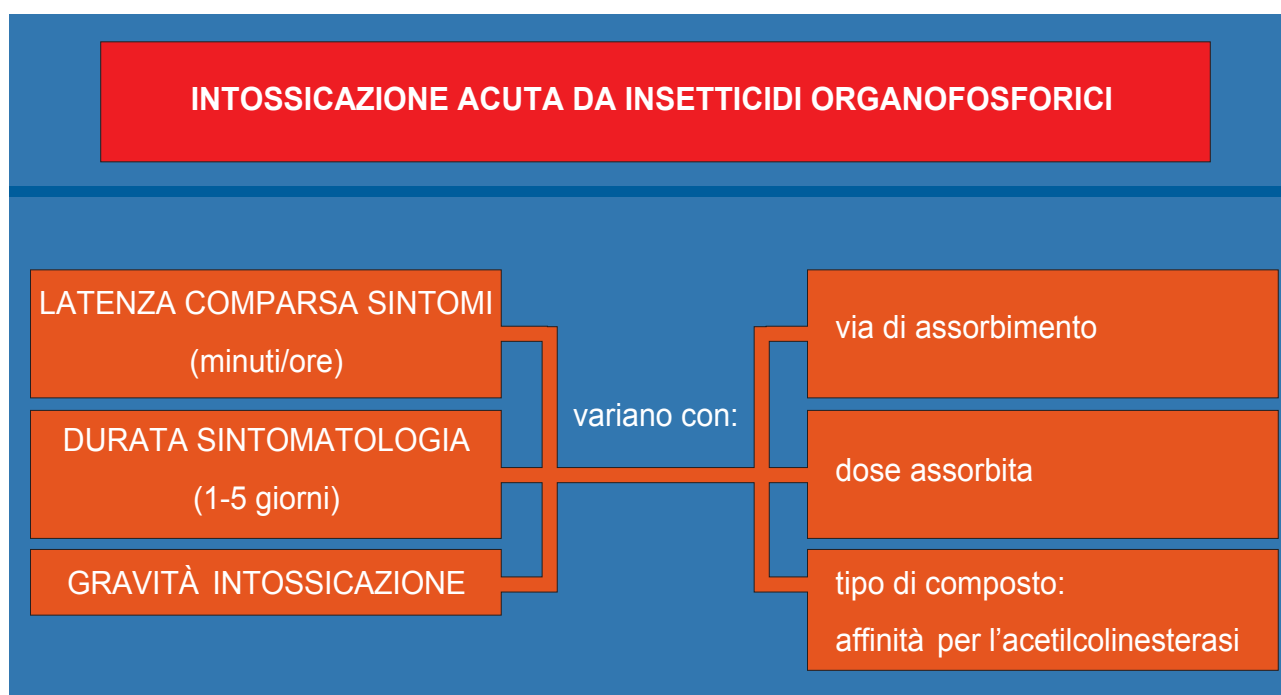 INTOSSICAZIONE ACUTA DA INSETTICIDI ORGANOFOSFORICI
LATENZA COMPARSA SINTOMI
(minuti/ore)
DURATA SINTOMATOLOGIA
(1-5 giorni)
GRAVITÀ INTOSSICAZIONE
variano con:
via di assorbimento
dose assorbita
tipo di composto:
affinità per l’acetilcolinesterasi